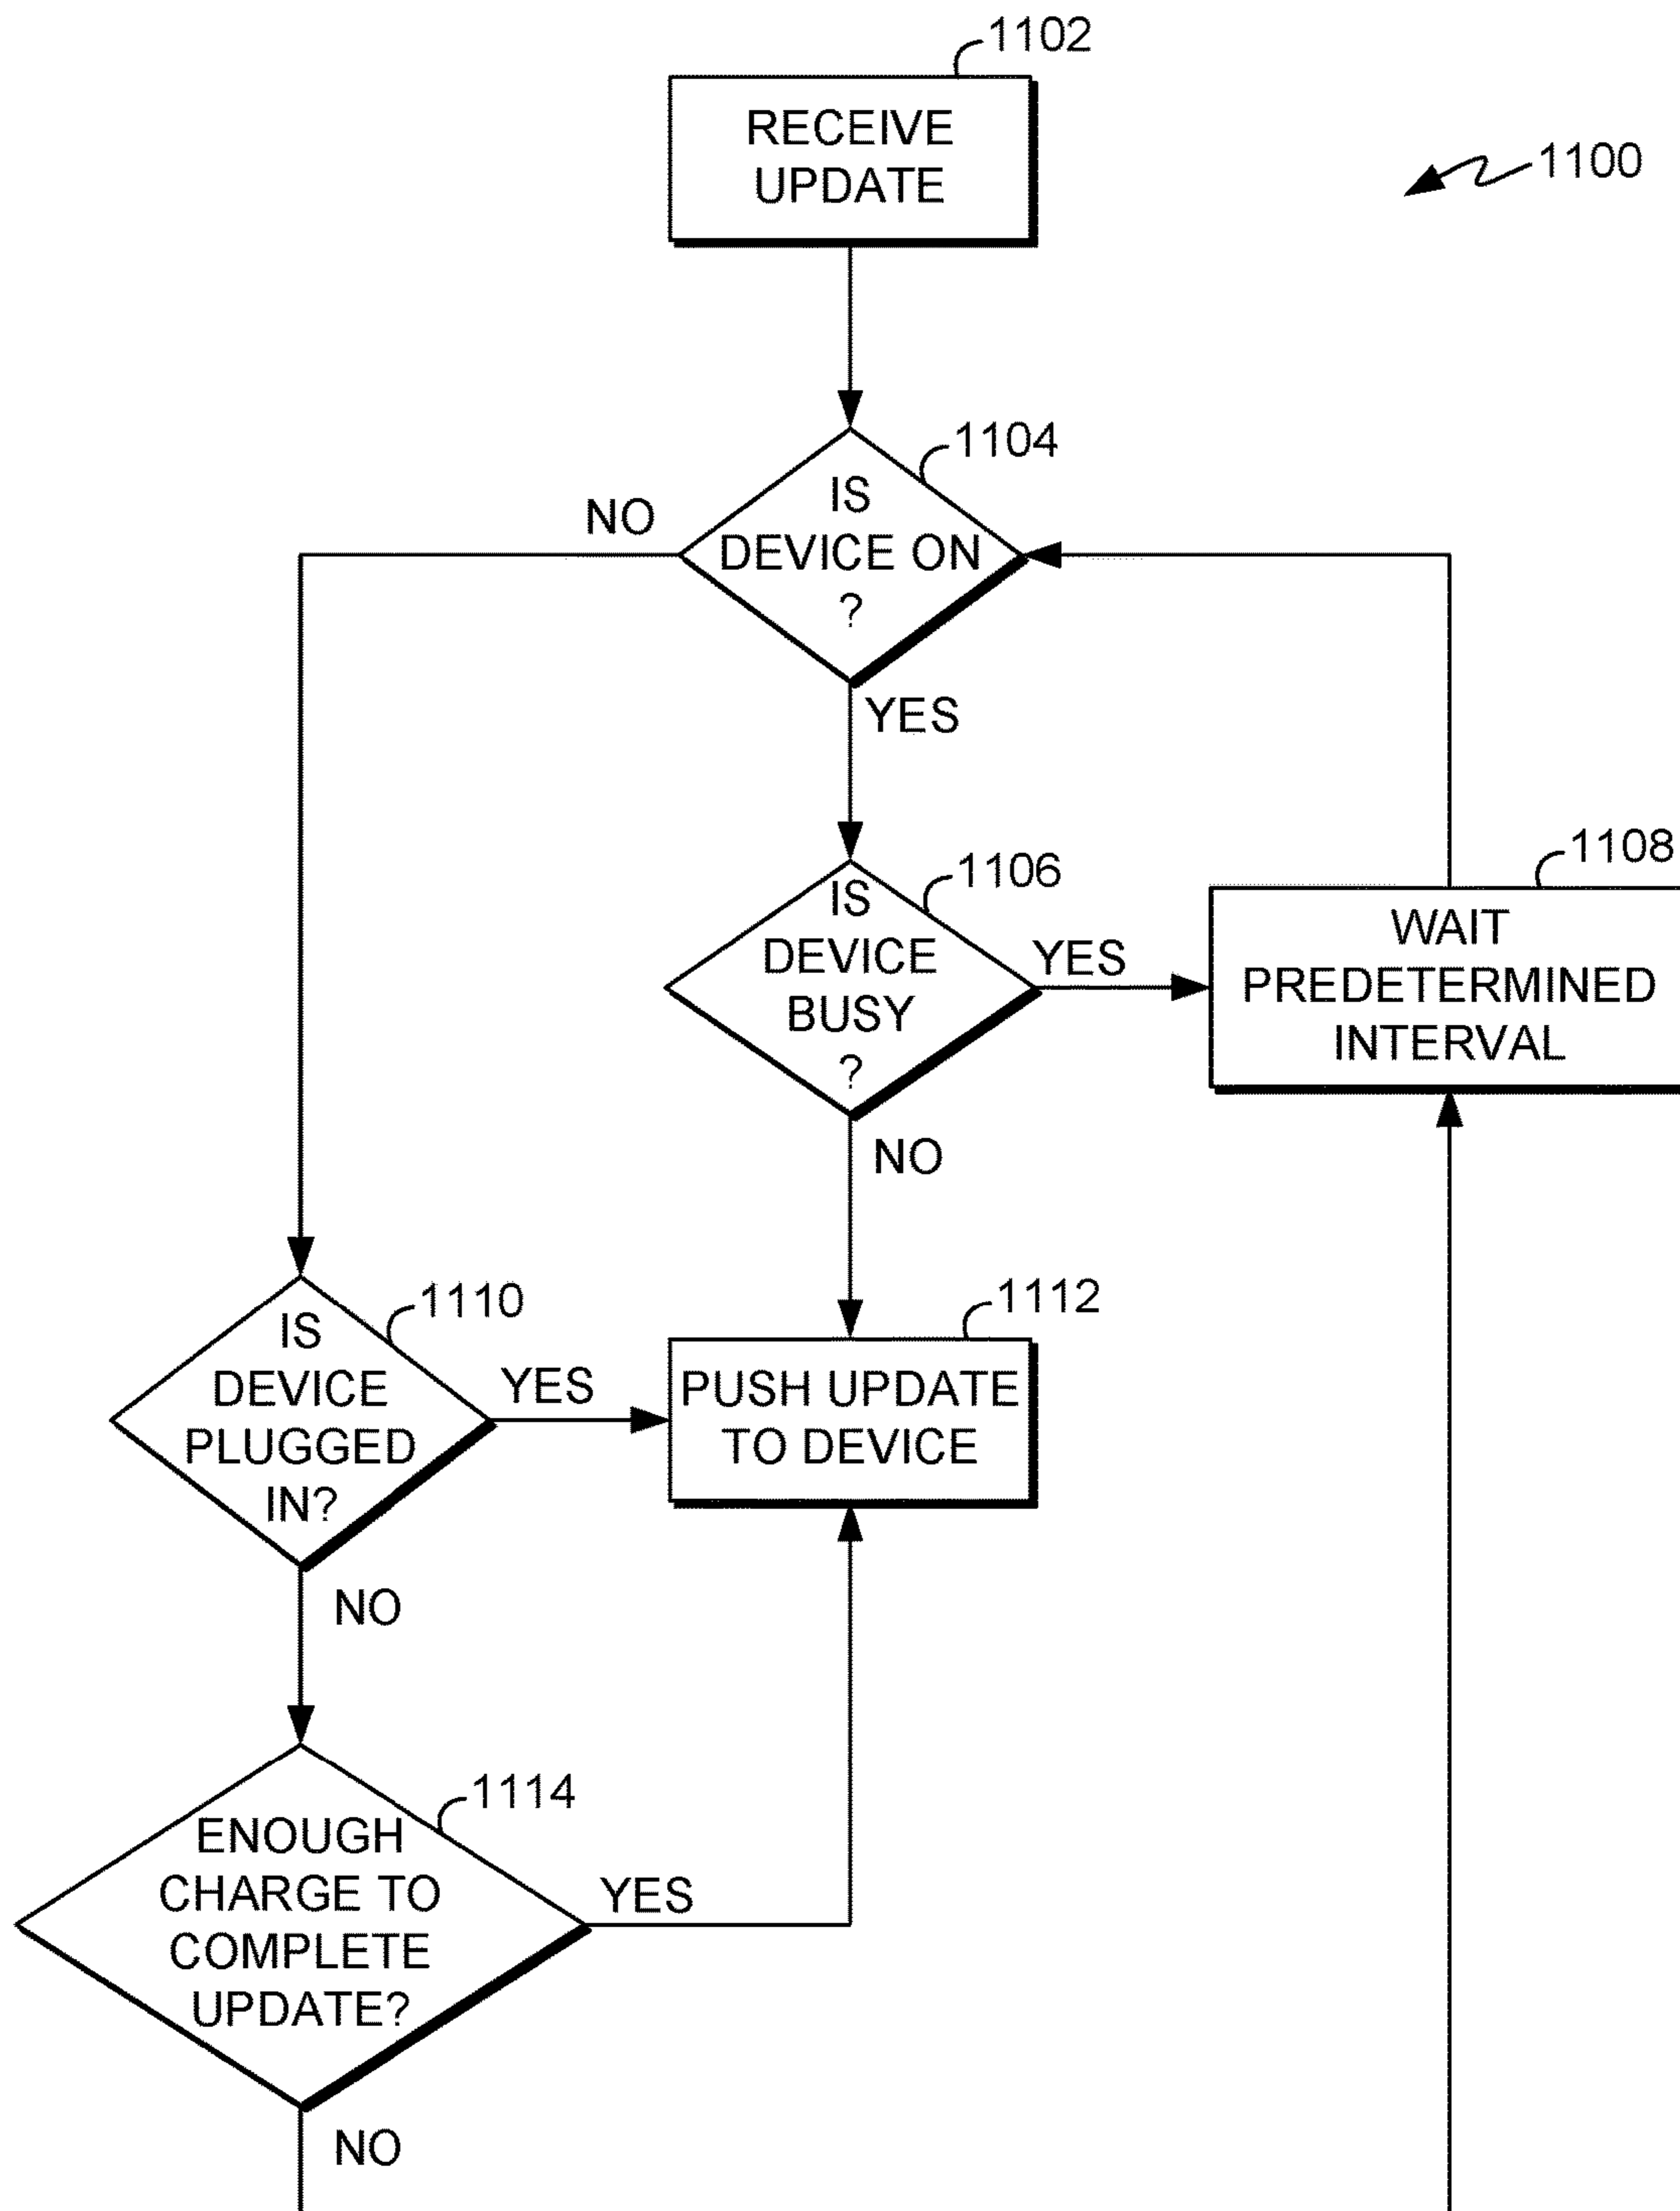 1102
RECEIVE
UPDATE
1100
1104
IS
DEVICE ON
?
NO
YES
1106
IS
DEVICE
BUSY
?
YES
1108
WAIT
PREDETERMINED
INTERVAL
NO
1110
IS
DEVICE
PLUGGED
IN?
YES
1112
PUSH UPDATE
TO DEVICE
NO
1114
ENOUGH
CHARGE TO
COMPLETE
UPDATE?
YES
NO